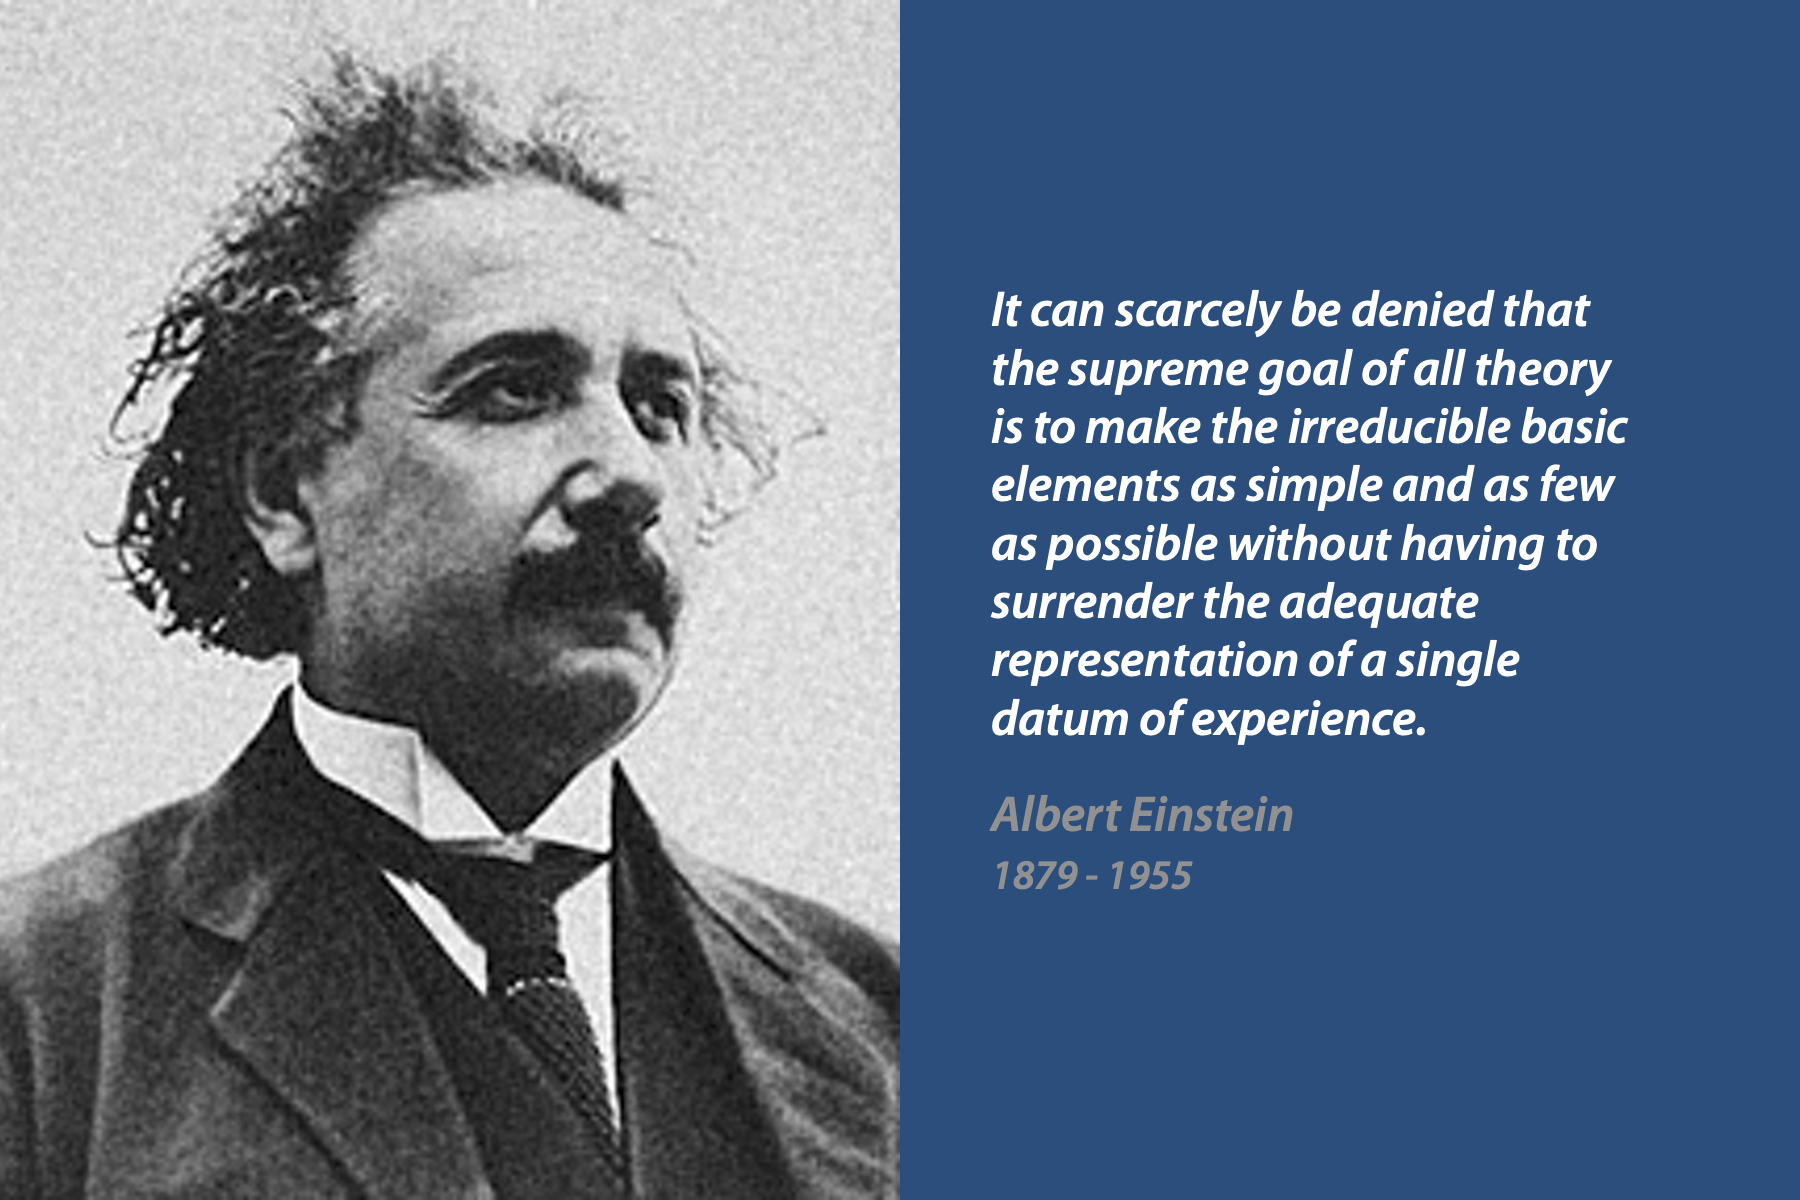 It can scarcely be denied that
the supreme goal of all theory
is to make the irreducible basic
elements as simple and as few
as possible without having to
surrender the adequate
representation of a single
datum of experience.
Albert Einstein
1879 - 1955